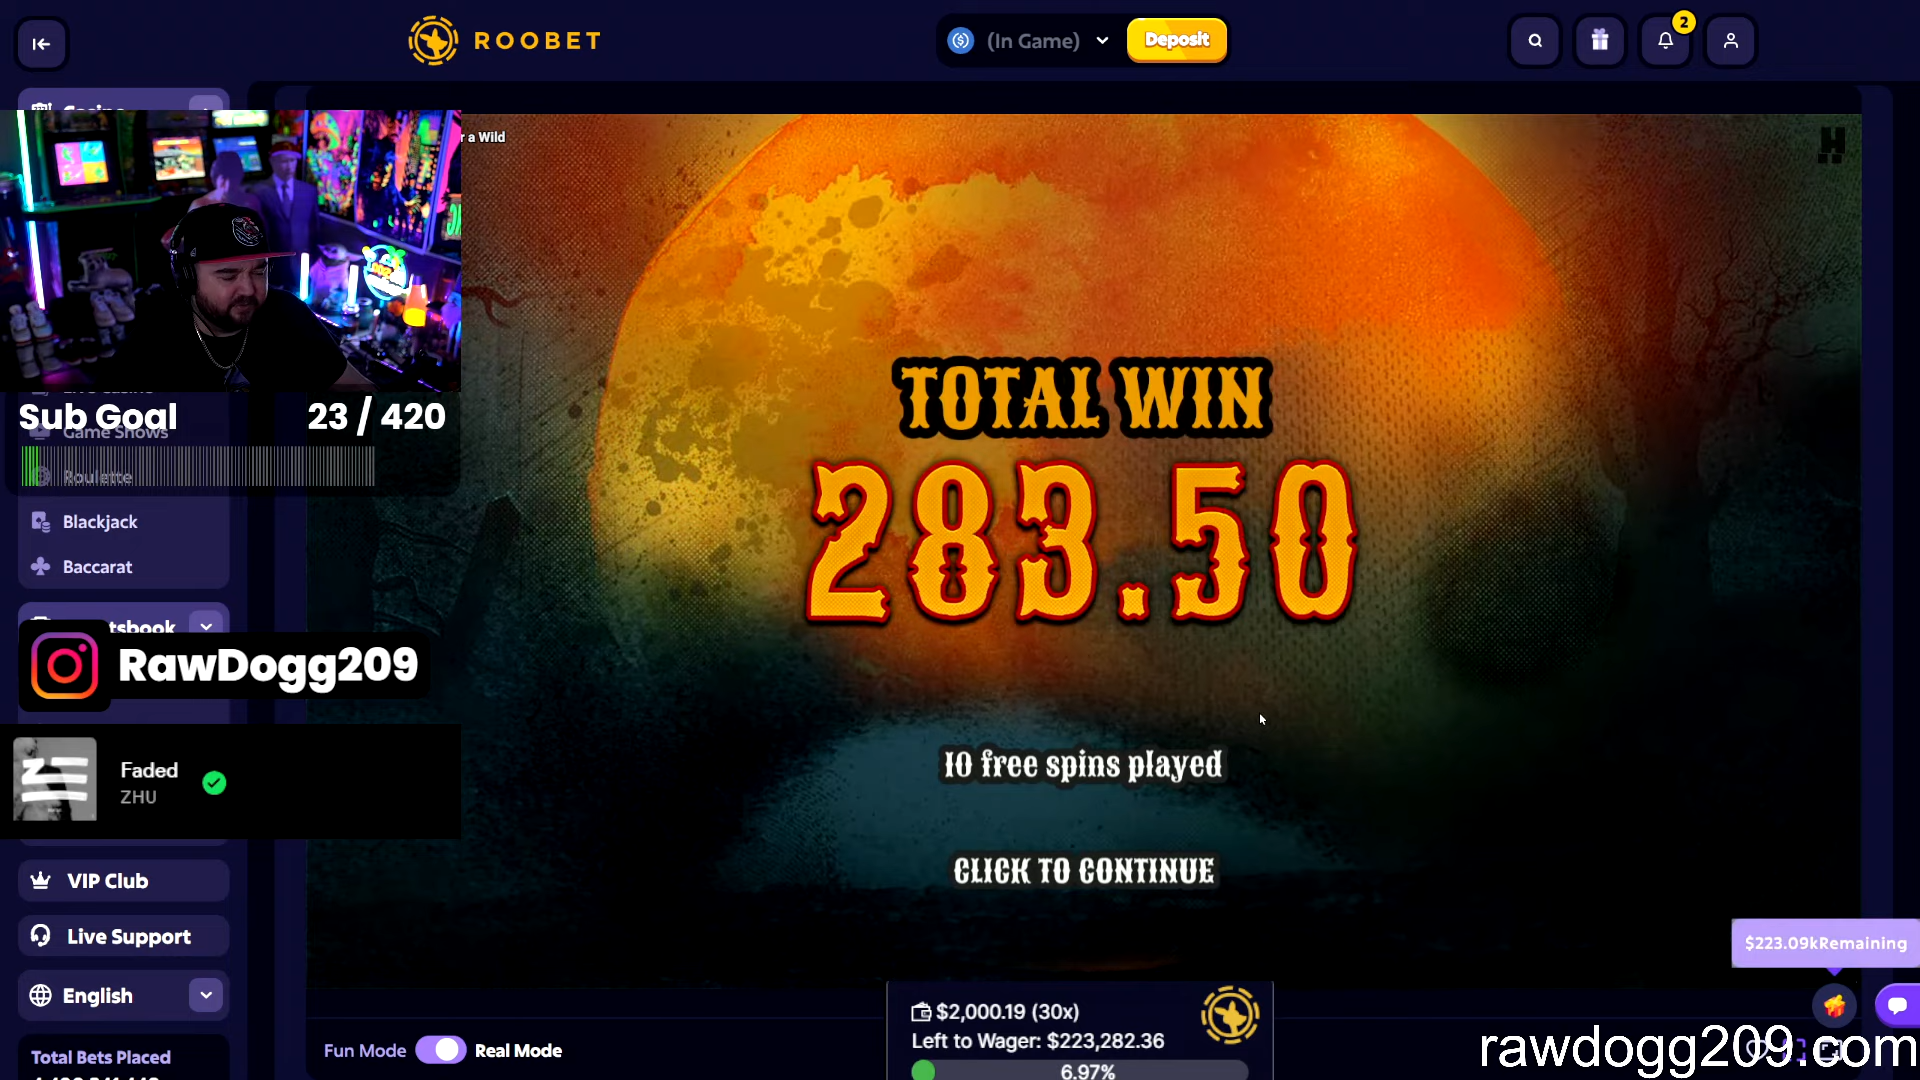 ROOBET
(In Game)
Deposit
2
r a Wild
Sub Goal 23 / 420
Game Shows
Roulette
Blackjack
Baccarat
RawDogg209
Faded
ZHU
VIP Club
Live Support
English
Total Bets Placed
TOTAL WIN
283.50
10 free spins played
CLICK TO CONTINUE
$223.09kRemaining
Fun Mode
Real Mode
$2,000.19 (30x)
Left to Wager: $223,282.36
6.97%
rawdogg209.com